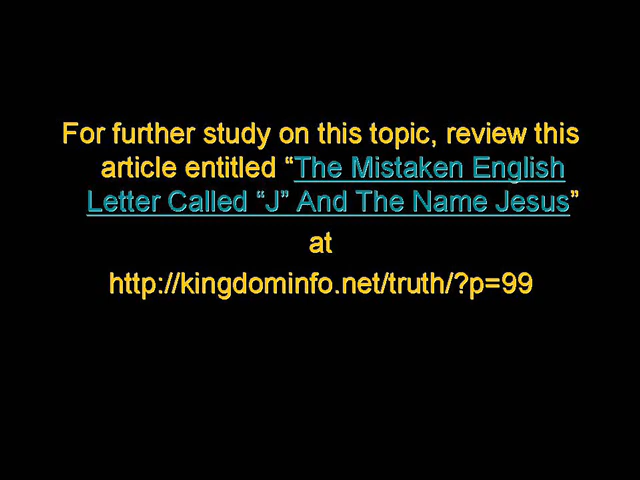 For further study on this topic, review this
article entitled “The Mistaken English
Letter Called “J” And The Name Jesus”
at
http://kingdominfo.net/truth/?p=99